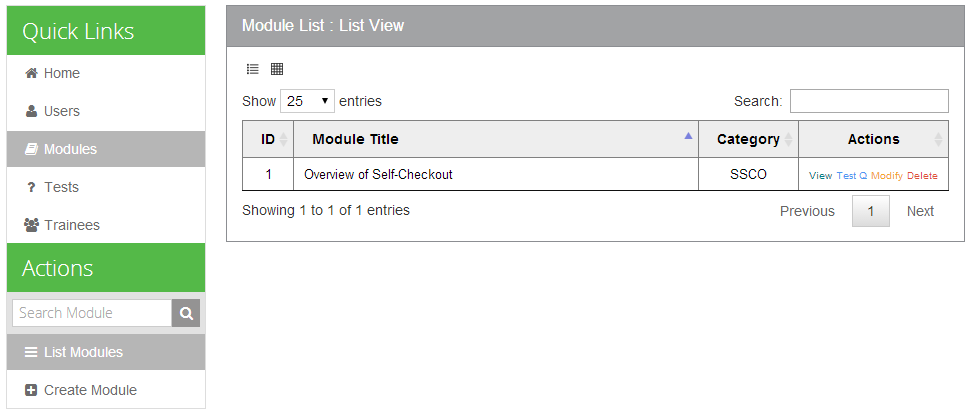 Quick Links
Home
Users
Modules
? Tests
Trainees
Actions
Search Module
List Modules
Create Module
Module List : List View
Show 25 entries
Search:
ID Module Title Category Actions
1 Overview of Self-Checkout SSCO View Test Q Modify Delete
Showing 1 to 1 of 1 entries
Previous 1 Next